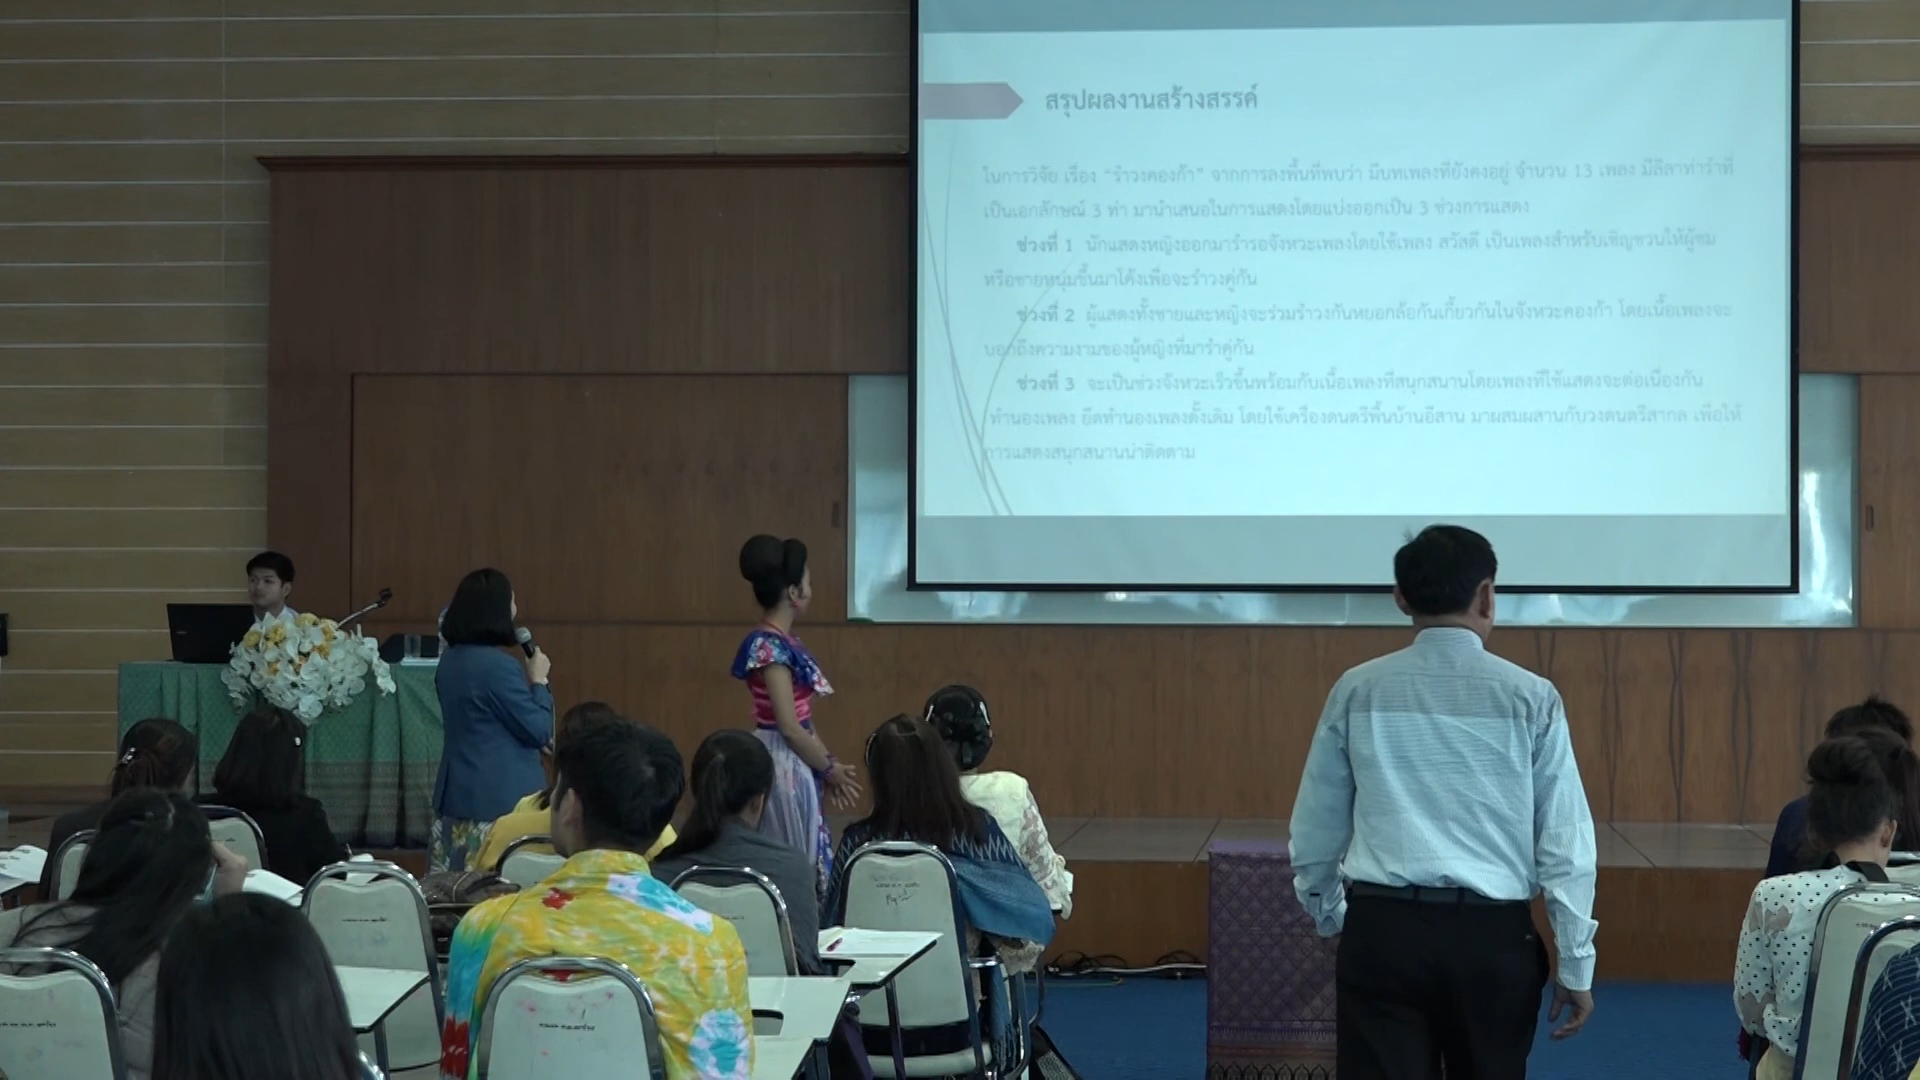 สรุปผลงานสร้างสรรค์
ในการวิจัย เรื่อง “รำวงคองก้า” จากการลงพื้นที่พบว่า มีบทเพลงที่ยังคงอยู่ จำนวน 13 เพลง มีลีลาท่ารำที่
เป็นเอกลักษณ์ 3 ท่า มานำเสนอในการแสดงโดยแบ่งออกเป็น 3 ช่วงการแสดง
ช่วงที่ 1 นักแสดงหญิงออกมารำรอจังหวะเพลงโดยใช้เพลง สวัสดี เป็นเพลงสำหรับเชิญชวนให้ผู้ชม
หรือชายหนุ่มขึ้นมาโค้งเพื่อจะรำวงคู่กัน
ช่วงที่ 2 ผู้แสดงทั้งชายและหญิงจะร่วมรำวงกันหยอกล้อกันเกี้ยวกันในจังหวะคองก้า โดยเนื้อเพลงจะ
บอกถึงความงามของผู้หญิงที่มารำคู่กัน
ช่วงที่ 3 จะเป็นช่วงจังหวะเร็วขึ้นพร้อมกับเนื้อเพลงที่สนุกสนานโดยเพลงที่ใช้แสดงจะต่อเนื่องกัน
ทำนองเพลง ยึดทำนองเพลงดั้งเดิม โดยใช้เครื่องดนตรีพื้นบ้านอีสาน มาผสมผสานกับวงดนตรีสากล เพื่อให้
การแสดงสนุกสนานน่าติดตาม